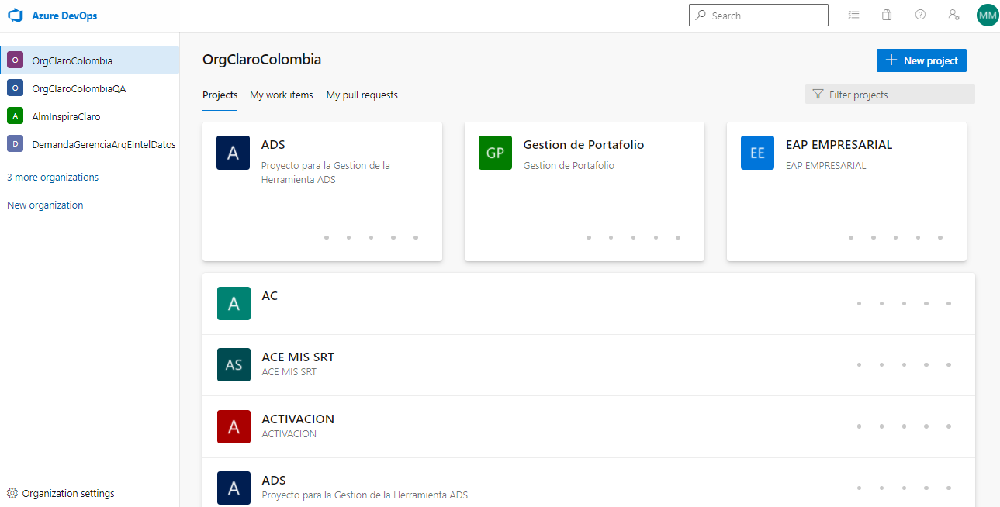 Azure DevOps
Search
MM
O OrgClaroColombia
O OrgClaroColombiaQA
A AlmInspiraClaro
D DemandaGerenciaArqEIntelDatos
3 more organizations
New organization
Organization settings
OrgClaroColombia
New project
Projects My work items My pull requests
Filter projects
A ADS
Proyecto para la Gestion de la
Herramienta ADS
GP Gestion de Portafolio
Gestion de Portafolio
EE EAP EMPRESARIAL
EAP EMPRESARIAL
A AC
AS ACE MIS SRT
ACE MIS SRT
A ACTIVACION
ACTIVACION
A ADS
Proyecto para la Gestion de la Herramienta ADS